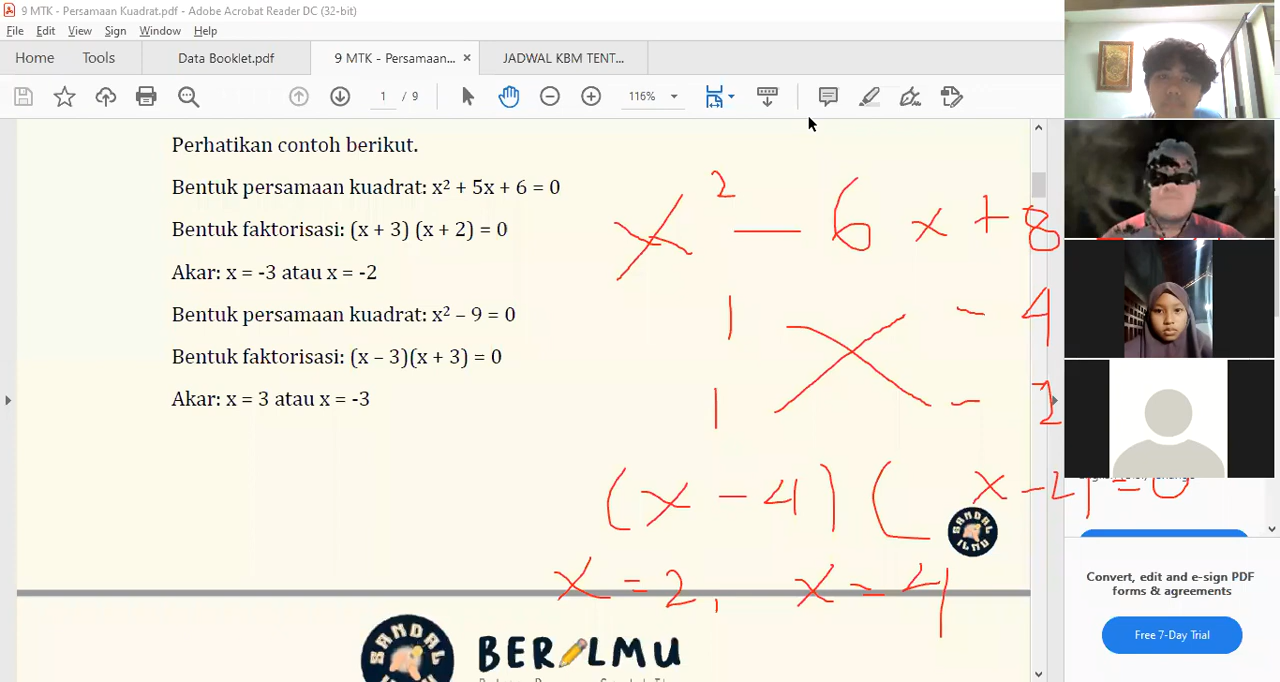 9 MTK - Persamaan Kuadrat.pdf - Adobe Acrobat Reader DC (32-bit)
File Edit View Sign Window Help
Home Tools Data Booklet.pdf 9 MTK - Persamaan... × JADWAL KBM TENT...
1 / 9 116%
Perhatikan contoh berikut.
Bentuk persamaan kuadrat: x² + 5x + 6 = 0
Bentuk faktorisasi: (x + 3) (x + 2) = 0
Akar: x = -3 atau x = -2
Bentuk persamaan kuadrat: x² – 9 = 0
Bentuk faktorisasi: (x – 3)(x + 3) = 0
Akar: x = 3 atau x = -3
x² – 6x + 8
1 - 4
1 - 2
(x – 4) (x – 2) = 0
x = 2, x = 4
SANDAL ILMU
SANDAL
BERILMU
Convert, edit and e-sign PDF
forms & agreements
Free 7-Day Trial